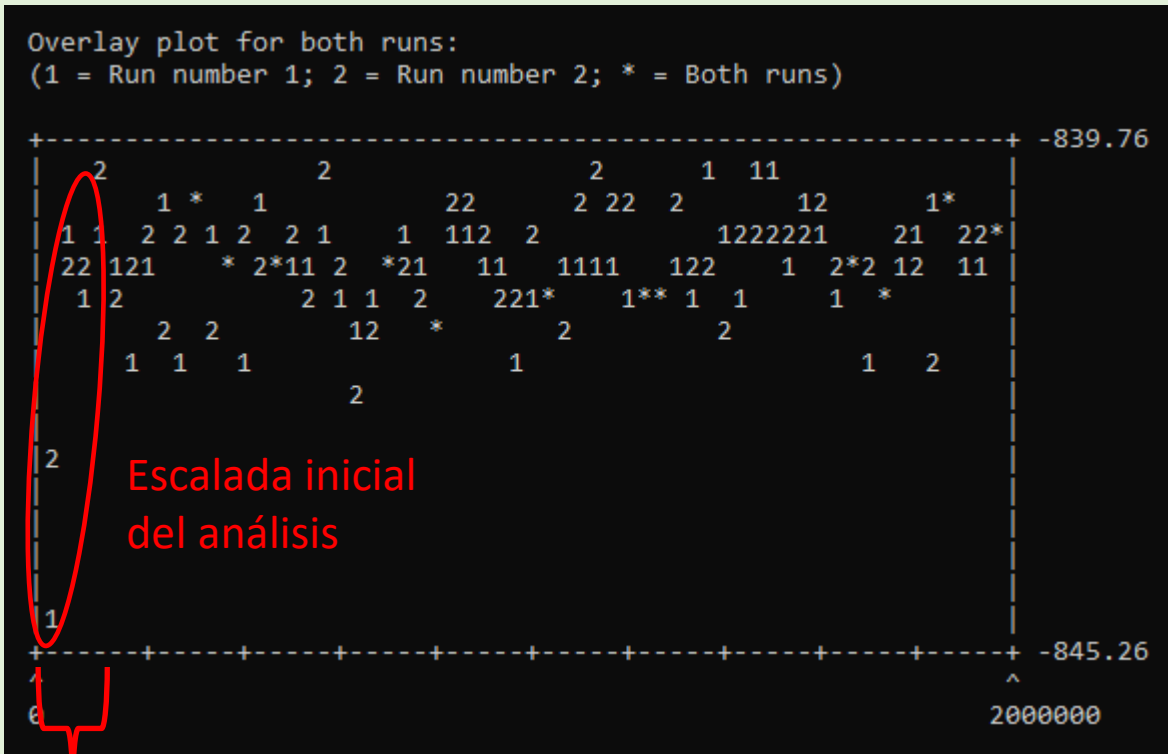 Overlay plot for both runs:
(1 = Run number 1; 2 = Run number 2; * = Both runs)
+------------------------------------------------------------+ -839.76
|   2             2                2      1  11              |
|       1 *   1           22      2 22  2       12      1*   |
| 1 1  2 2 1 2  2 1    1  112  2           1222221    21  22*|
| 22 121    * 2*11 2  *21   11   1111   122    1  2*2 12  11 |
|  1 2           2 1 1  2    221*    1** 1  1     1  *       |
|       2  2        12   *       2         2                 |
|     1  1   1                1                     1   2    |
|                   2                                        |
|                                                            |
|2                                                           |
|                                                            |
|                                                            |
|                                                            |
|                                                            |
|1                                                           |
+------+-----+-----+-----+-----+-----+-----+-----+-----+-----+ -845.26
^                                                            ^
0                                                            2000000
Escalada inicial
del análisis